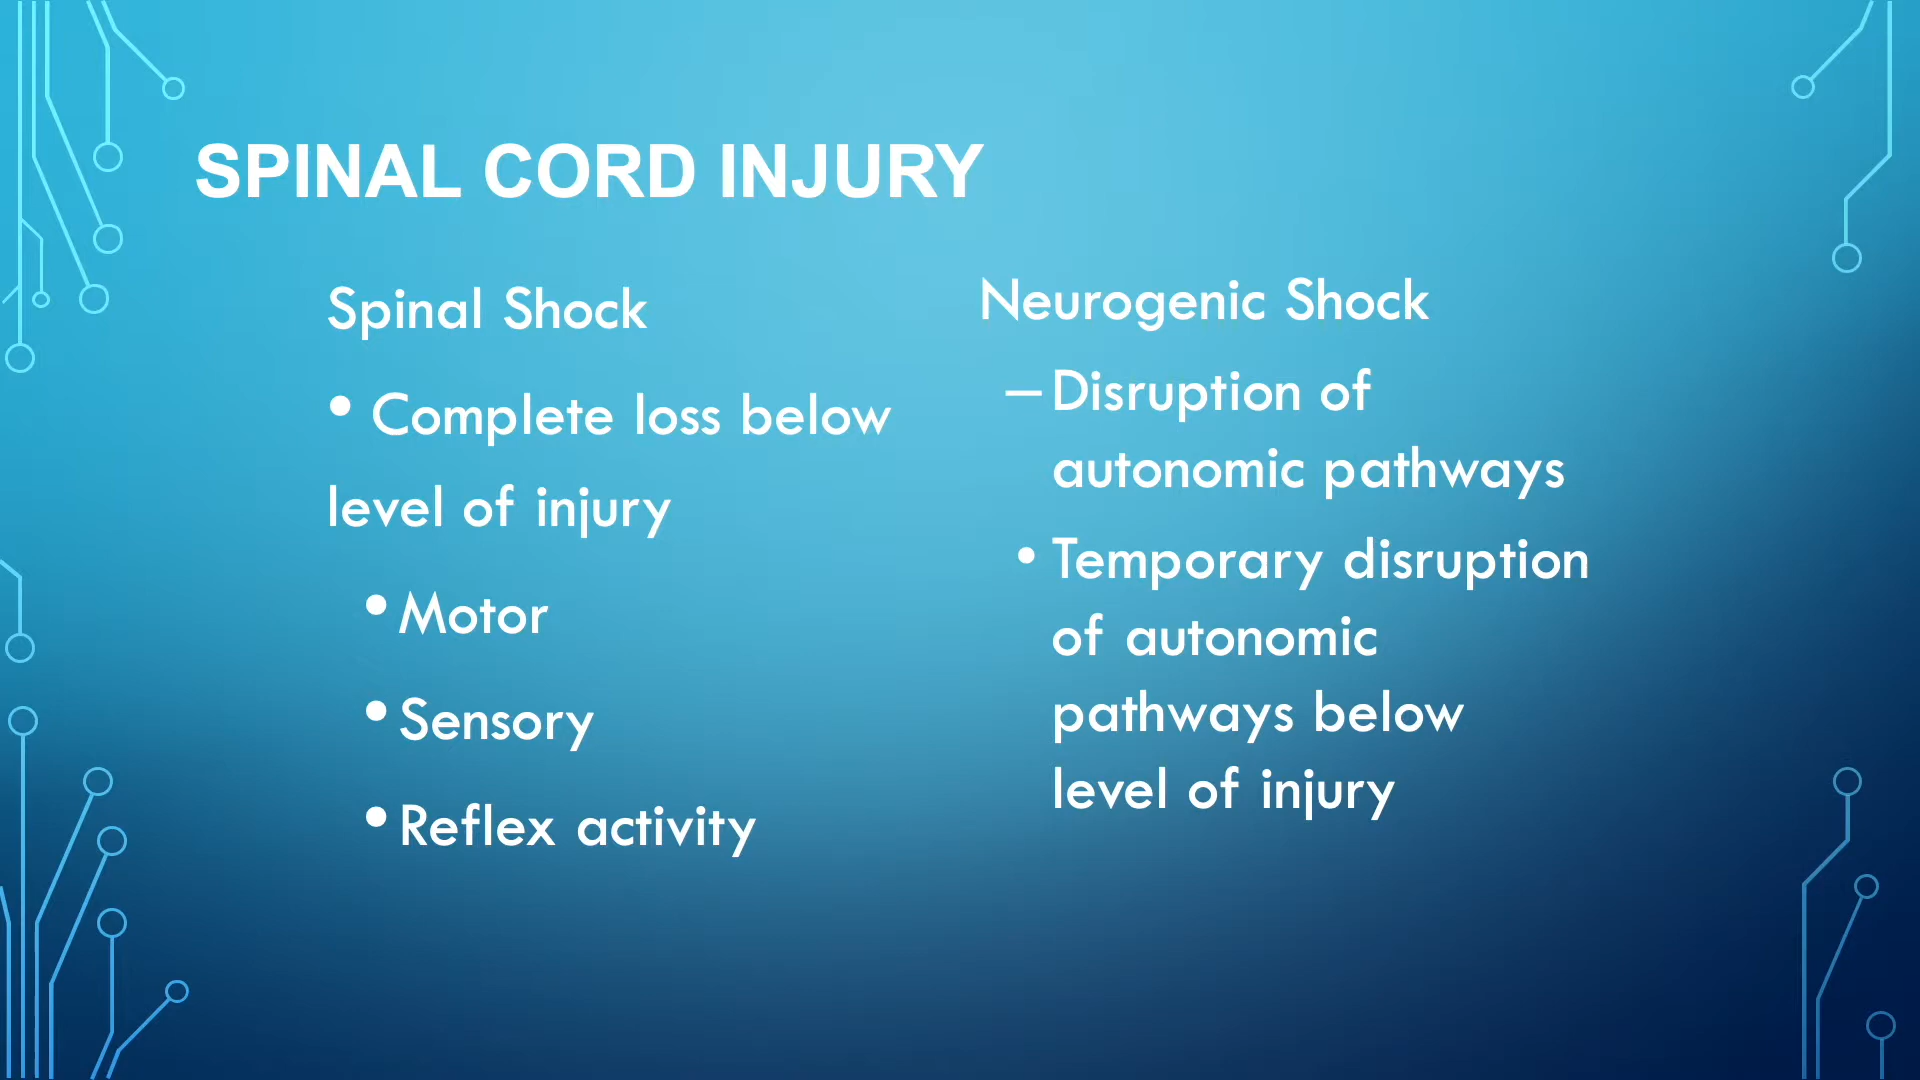 SPINAL CORD INJURY
Spinal Shock
• Complete loss below
level of injury
• Motor
• Sensory
• Reflex activity
Neurogenic Shock
– Disruption of
autonomic pathways
• Temporary disruption
of autonomic
pathways below
level of injury